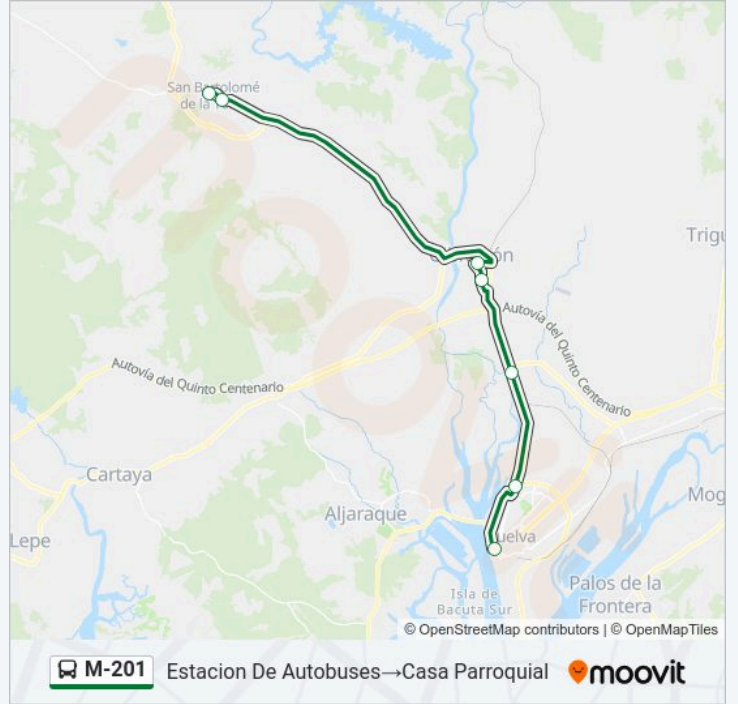 San Bartolomé
de la
Trigu
Autovía del Quinto Centenario
Autovía del Quinto Centenario
Cartaya
Aljaraque
Mog
Lepe
uelva
Isla de
Bacuta Sur
Palos de la
Frontera
© OpenStreetMap contributors | © OpenMapTiles
M-201 Estacion De Autobuses→Casa Parroquial moovit